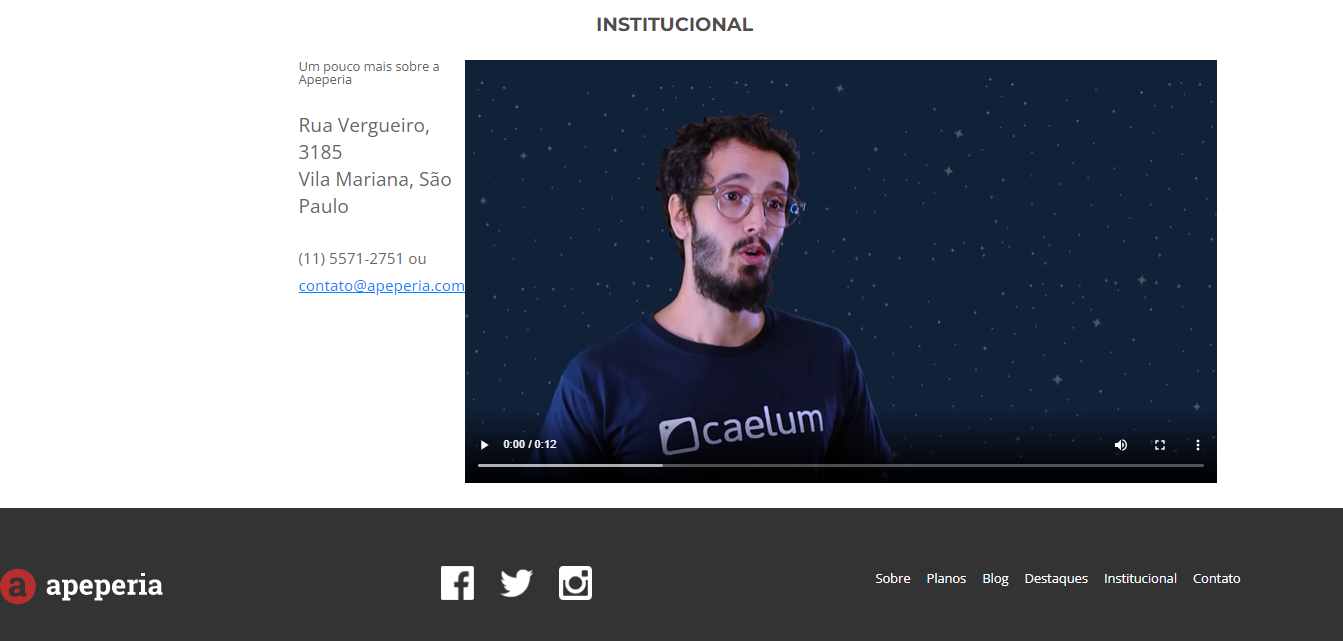 INSTITUCIONAL
Um pouco mais sobre a
Apeperia
Rua Vergueiro,
3185
Vila Mariana, São
Paulo
(11) 5571-2751 ou
contato@apeperia.com
caelum
0:00 / 0:12
a apeperia
Sobre Planos Blog Destaques Institucional Contato